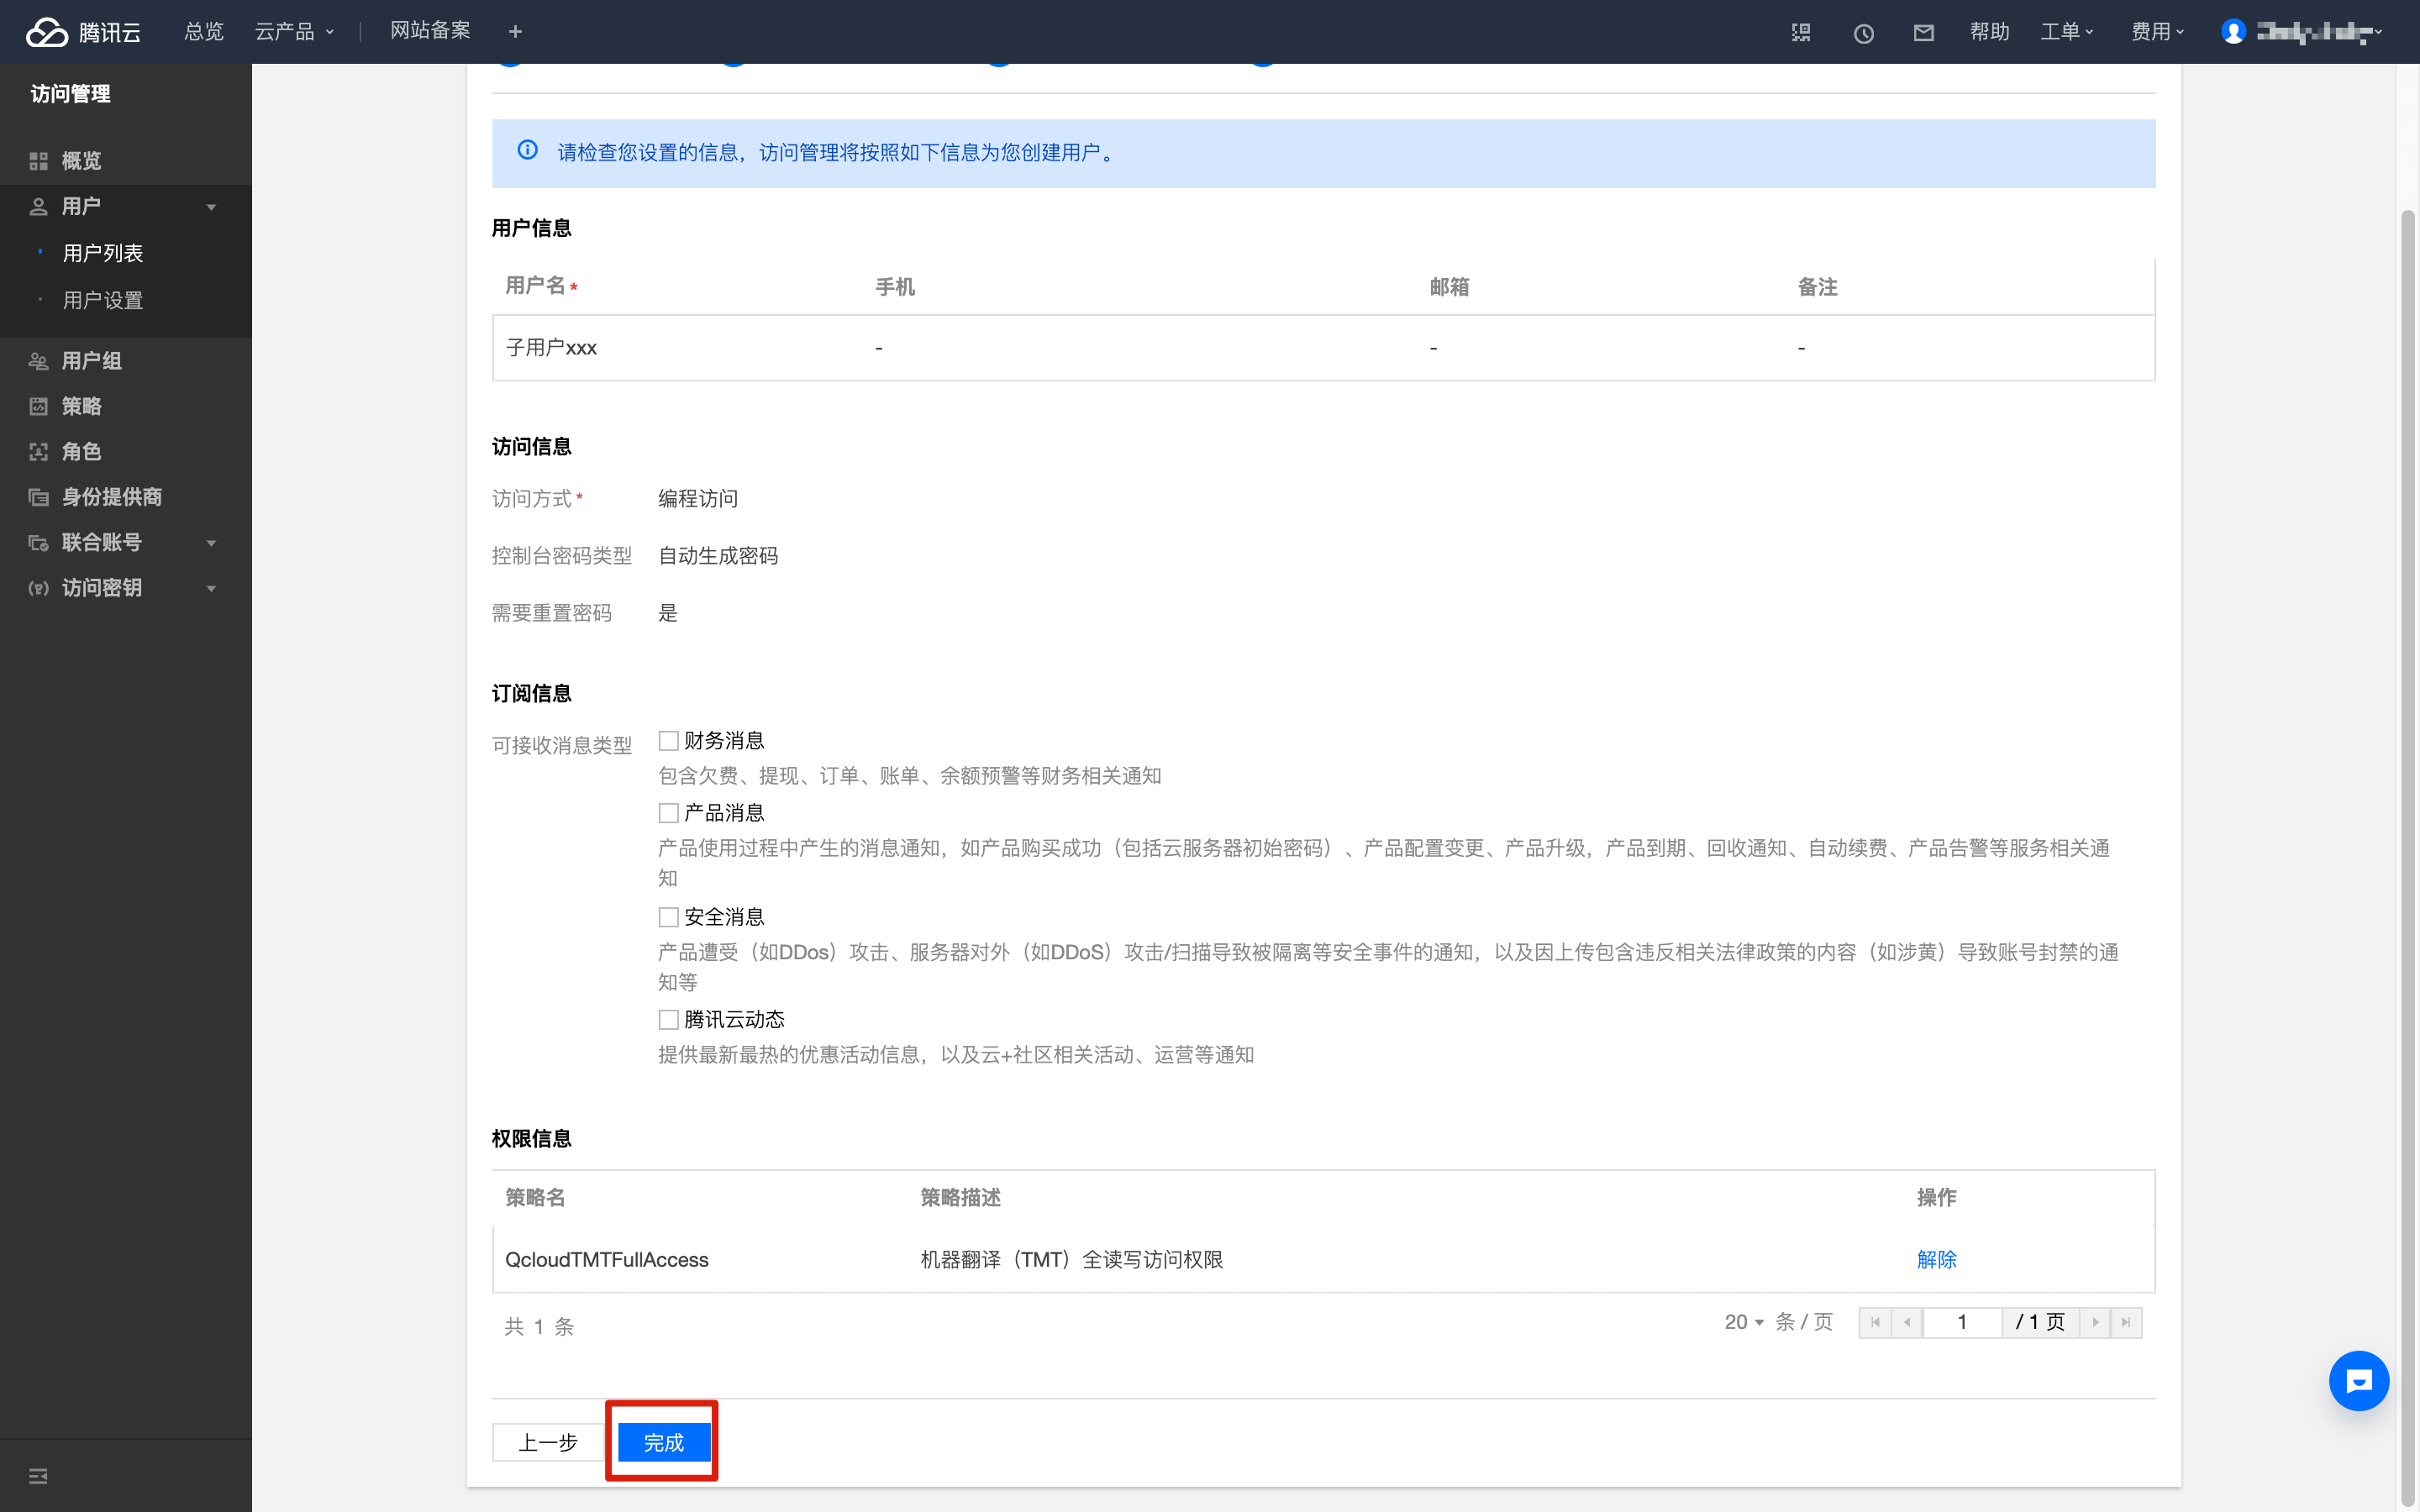 腾讯云 总览 云产品 网站备案 + 帮助 工单 费用
访问管理
概览
用户
用户列表
用户设置
用户组
策略
角色
身份提供商
联合账号
访问密钥
请检查您设置的信息，访问管理将按照如下信息为您创建用户。
用户信息
用户名* 手机 邮箱 备注
子用户xxx - - -
访问信息
访问方式* 编程访问
控制台密码类型 自动生成密码
需要重置密码 是
订阅信息
可接收消息类型 财务消息
包含欠费、提现、订单、账单、余额预警等财务相关通知
产品消息
产品使用过程中产生的消息通知，如产品购买成功（包括云服务器初始密码）、产品配置变更、产品升级，产品到期、回收通知、自动续费、产品告警等服务相关通
知
安全消息
产品遭受（如DDos）攻击、服务器对外（如DDoS）攻击/扫描导致被隔离等安全事件的通知，以及因上传包含违反相关法律政策的内容（如涉黄）导致账号封禁的通
知等
腾讯云动态
提供最新最热的优惠活动信息，以及云+社区相关活动、运营等通知
权限信息
策略名 策略描述 操作
QcloudTMTFullAccess 机器翻译（TMT）全读写访问权限 解除
共 1 条 20 条 / 页 1 / 1 页
上一步 完成